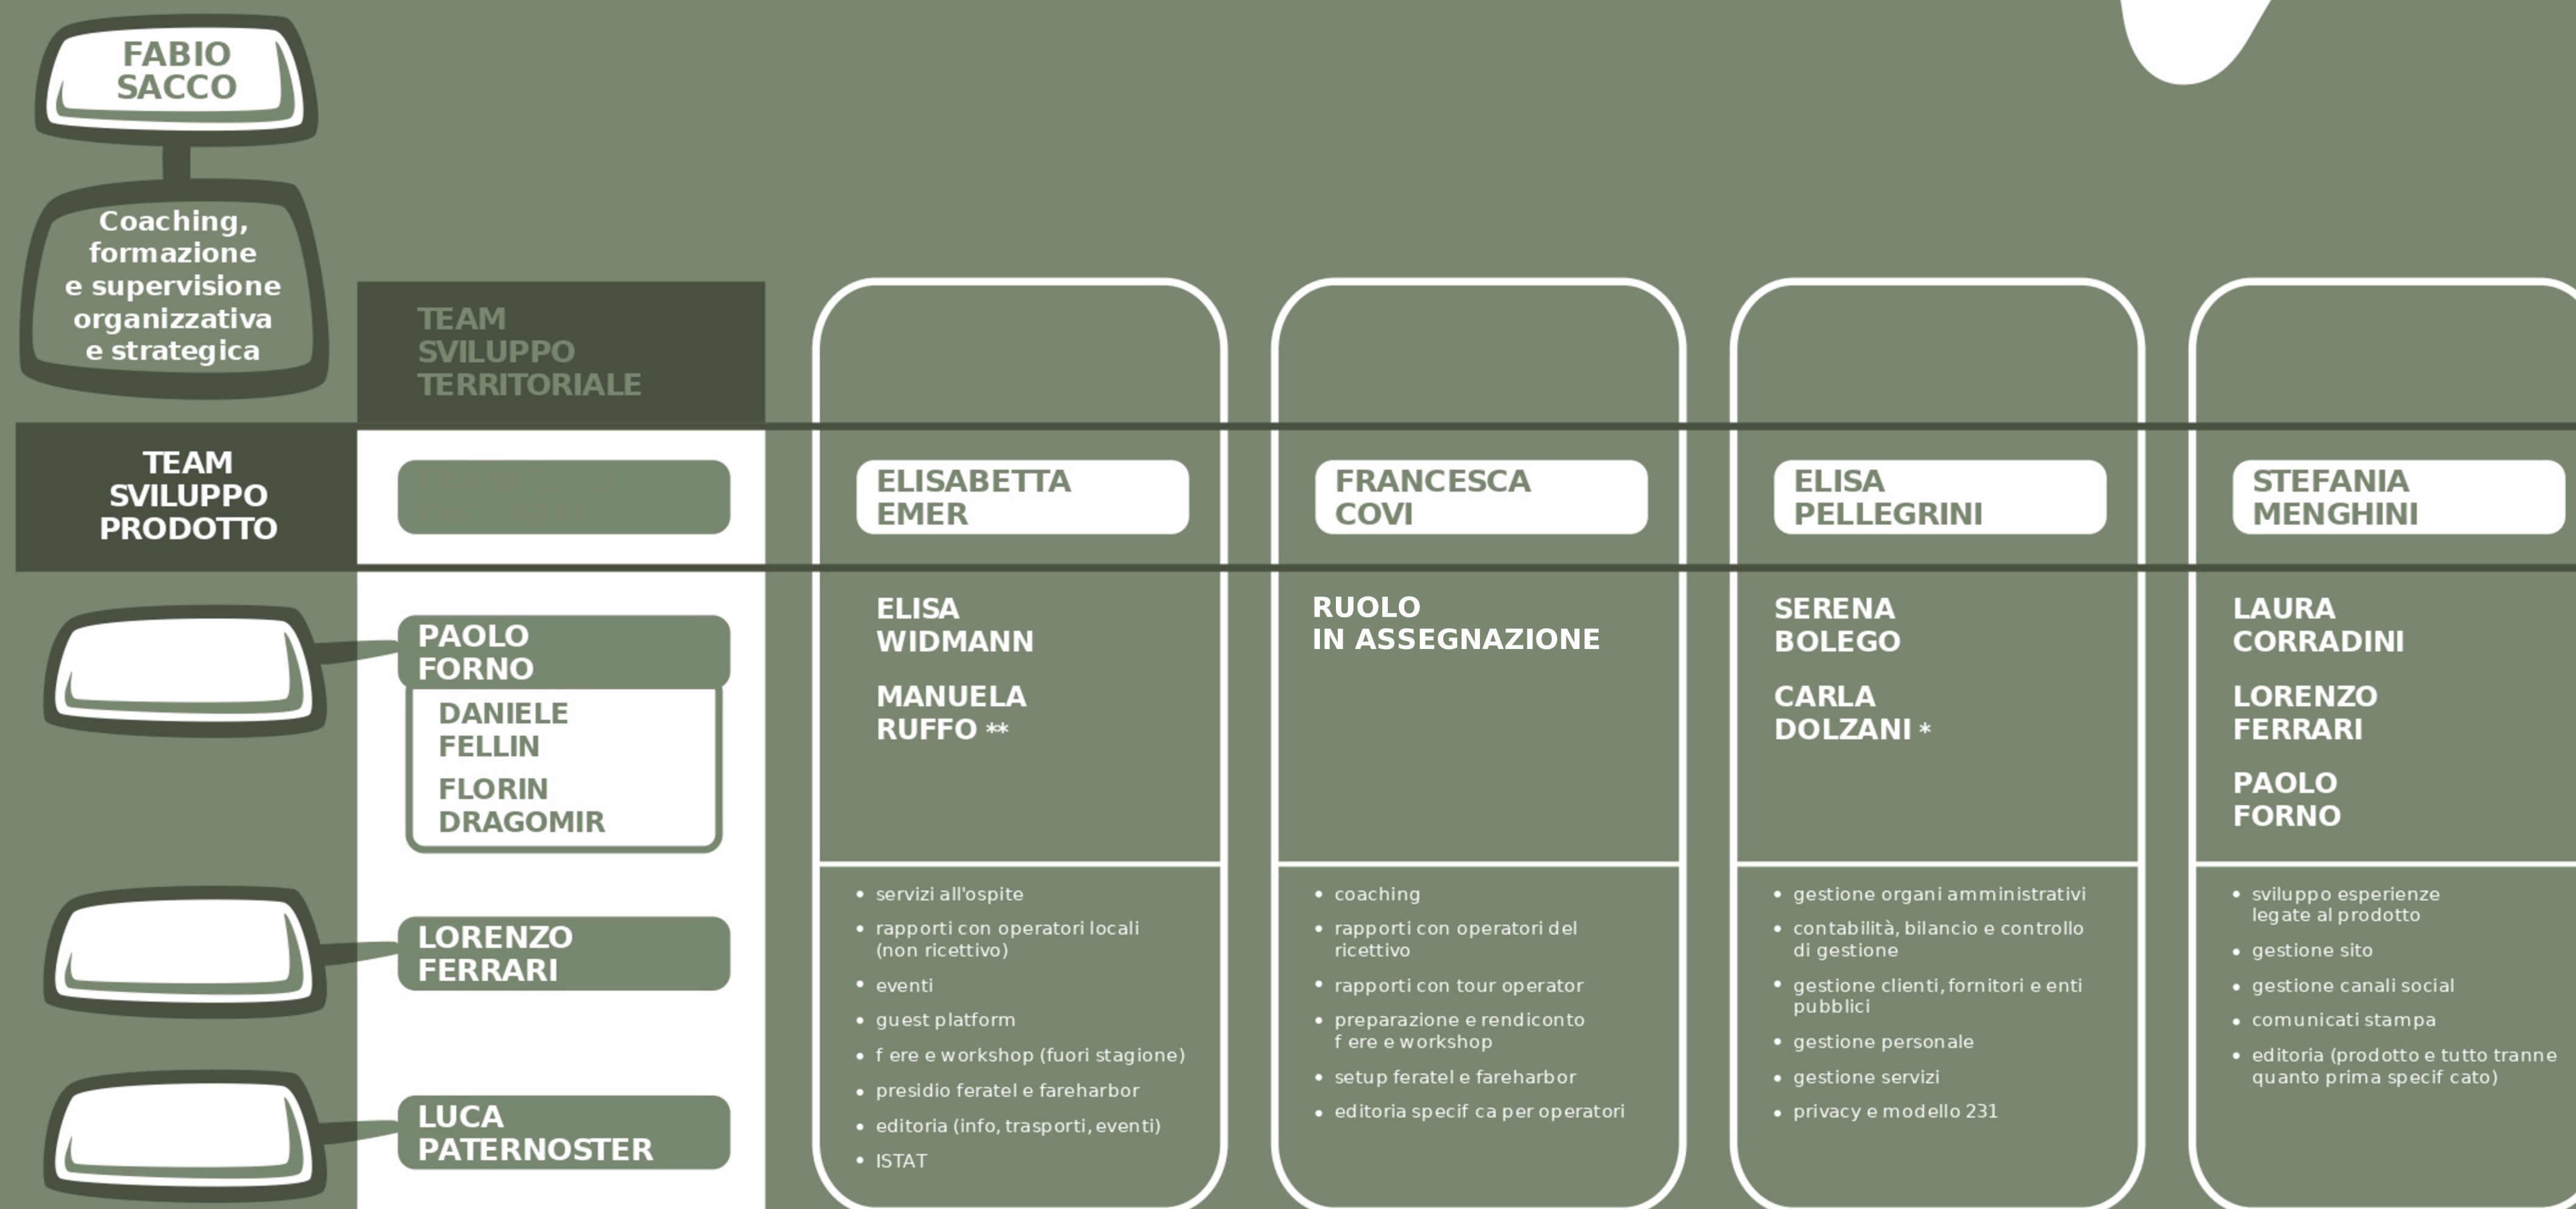 FABIO
SACCO
Coaching,
formazione
e supervisione
organizzativa
e strategica
TEAM
SVILUPPO
TERRITORIALE
TEAM
SVILUPPO
PRODOTTO
ELISABETTA
EMER
FRANCESCA
COVI
ELISA
PELLEGRINI
STEFANIA
MENGHINI
PAOLO
FORNO
DANIELE
FELLIN
FLORIN
DRAGOMIR
LORENZO
FERRARI
LUCA
PATERNOSTER
ELISA
WIDMANN
MANUELA
RUFFO **
• servizi all'ospite
• rapporti con operatori locali
(non ricettivo)
• eventi
• guest platform
• f ere e workshop (fuori stagione)
• presidio feratel e fareharbor
• editoria (info, trasporti, eventi)
• ISTAT
RUOLO
IN ASSEGNAZIONE
• coaching
• rapporti con operatori del
ricettivo
• rapporti con tour operator
• preparazione e rendiconto
f ere e workshop
• setup feratel e fareharbor
• editoria specif ca per operatori
SERENA
BOLEGO
CARLA
DOLZANI *
• gestione organi amministrativi
• contabilità, bilancio e controllo
di gestione
• gestione clienti, fornitori e enti
pubblici
• gestione personale
• gestione servizi
• privacy e modello 231
LAURA
CORRADINI
LORENZO
FERRARI
PAOLO
FORNO
• sviluppo esperienze
legate al prodotto
• gestione sito
• gestione canali social
• comunicati stampa
• editoria (prodotto e tutto tranne
quanto prima specif cato)